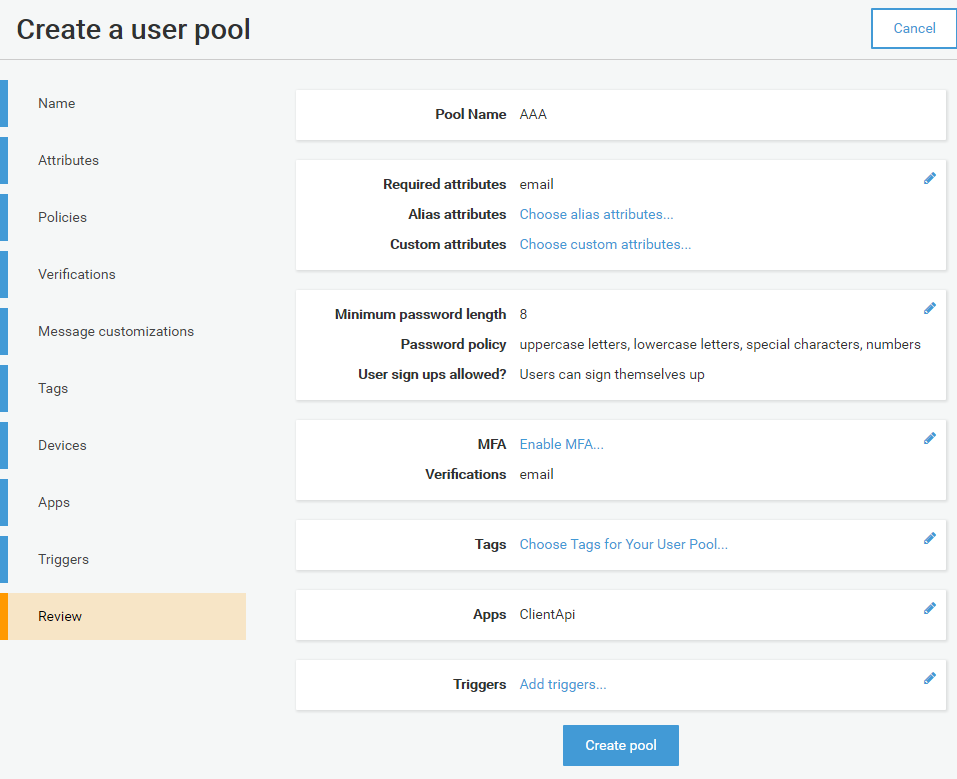 Create a user pool
Cancel
Name
Attributes
Policies
Verifications
Message customizations
Tags
Devices
Apps
Triggers
Review
Pool Name AAA
Required attributes email
Alias attributes Choose alias attributes...
Custom attributes Choose custom attributes...
Minimum password length 8
Password policy uppercase letters, lowercase letters, special characters, numbers
User sign ups allowed? Users can sign themselves up
MFA Enable MFA...
Verifications email
Tags Choose Tags for Your User Pool...
Apps ClientApi
Triggers Add triggers...
Create pool